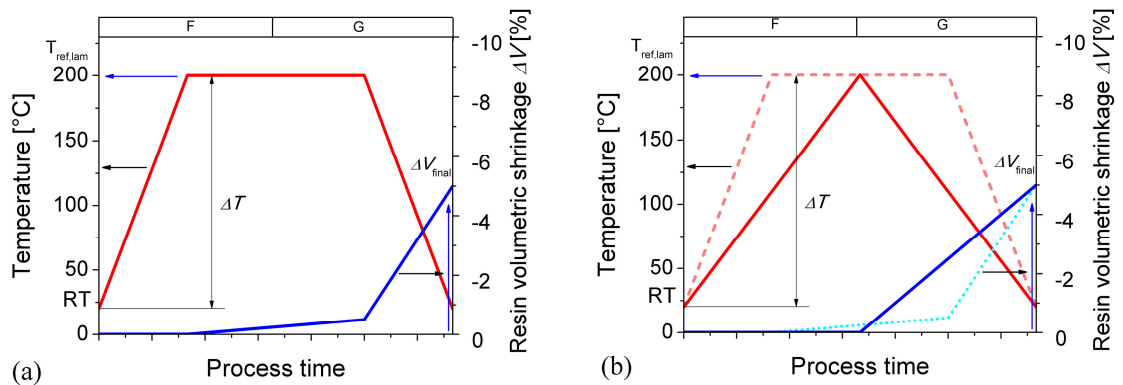 F G
T_ref,lam
Temperature [°C]
200
150
100
50
RT
0
ΔT
ΔV_final
-10
-8
-6
-4
-2
0
Resin volumetric shrinkage ΔV [%]
Process time
(a)
F G
T_ref,lam
Temperature [°C]
200
150
100
50
RT
0
ΔT
ΔV_final
-10
-8
-6
-4
-2
0
Resin volumetric shrinkage ΔV [%]
Process time
(b)